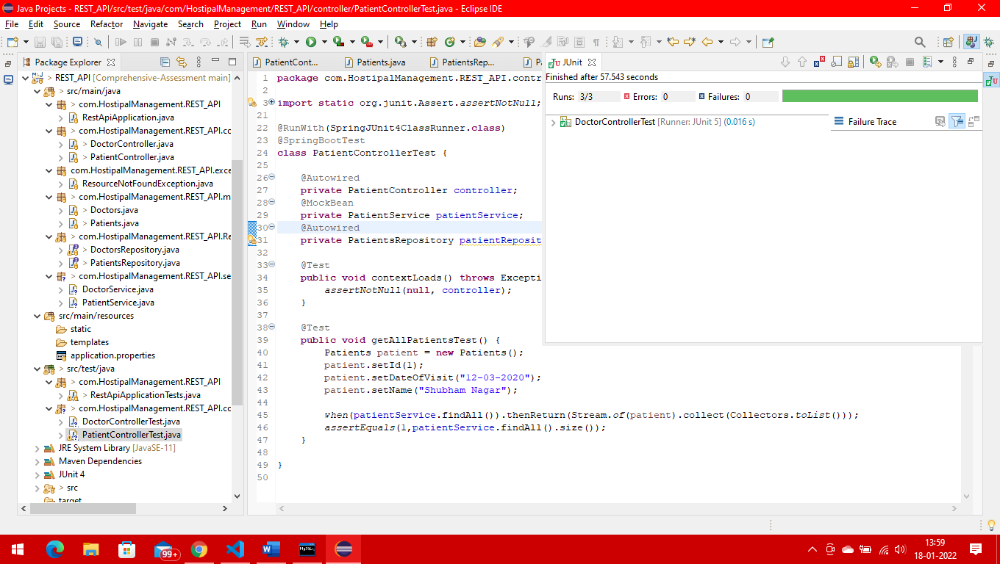 Java Projects - REST_API/src/test/java/com/HostipalManagement/REST_API/controller/PatientControllerTest.java - Eclipse IDE
File Edit Source Refactor Navigate Search Project Run Window Help
Package Explorer
> REST_API [Comprehensive-Assessment main]
> src/main/java
> com.HostipalManagement.REST_API
RestApiApplication.java
> com.HostipalManagement.REST_API.co
> DoctorController.java
> PatientController.java
com.HostipalManagement.REST_API.exce
ResourceNotFoundException.java
> com.HostipalManagement.REST_API.m
> Doctors.java
> Patients.java
> com.HostipalManagement.REST_API.Re
> DoctorsRepository.java
> PatientsRepository.java
> com.HostipalManagement.REST_API.se
DoctorService.java
PatientService.java
src/main/resources
static
templates
application.properties
> src/test/java
> com.HostipalManagement.REST_API
> RestApiApplicationTests.java
> com.HostipalManagement.REST_API.co
DoctorControllerTest.java
PatientControllerTest.java
JRE System Library [JavaSE-11]
Maven Dependencies
JUnit 4
> src
target
PatientCont... Patients.java PatientsRep... Pa
1 package com.HostipalManagement.REST_API.contr
2
3 import static org.junit.Assert.assertNotNull;
21
22 @RunWith(SpringJUnit4ClassRunner.class)
23 @SpringBootTest
24 class PatientControllerTest {
25
26 @Autowired
27 private PatientController controller;
28 @MockBean
29 private PatientService patientService;
30 @Autowired
31 private PatientsRepository patientReposit
32
33 @Test
34 public void contextLoads() throws Excepti
35 assertNotNull(null, controller);
36 }
37
38 @Test
39 public void getAllPatientsTest() {
40 Patients patient = new Patients();
41 patient.setId(1);
42 patient.setDateOfVisit("12-03-2020");
43 patient.setName("Shubham Nagar");
44
45 when(patientService.findAll()).thenReturn(Stream.of(patient).collect(Collectors.toList()));
46 assertEquals(1,patientService.findAll().size());
47 }
48
49 }
50
JUnit
Finished after 57.543 seconds
Runs: 3/3 Errors: 0 Failures: 0
DoctorControllerTest [Runner: JUnit 5] (0.016 s)
Failure Trace
99+
MySQL
13:59
18-01-2022